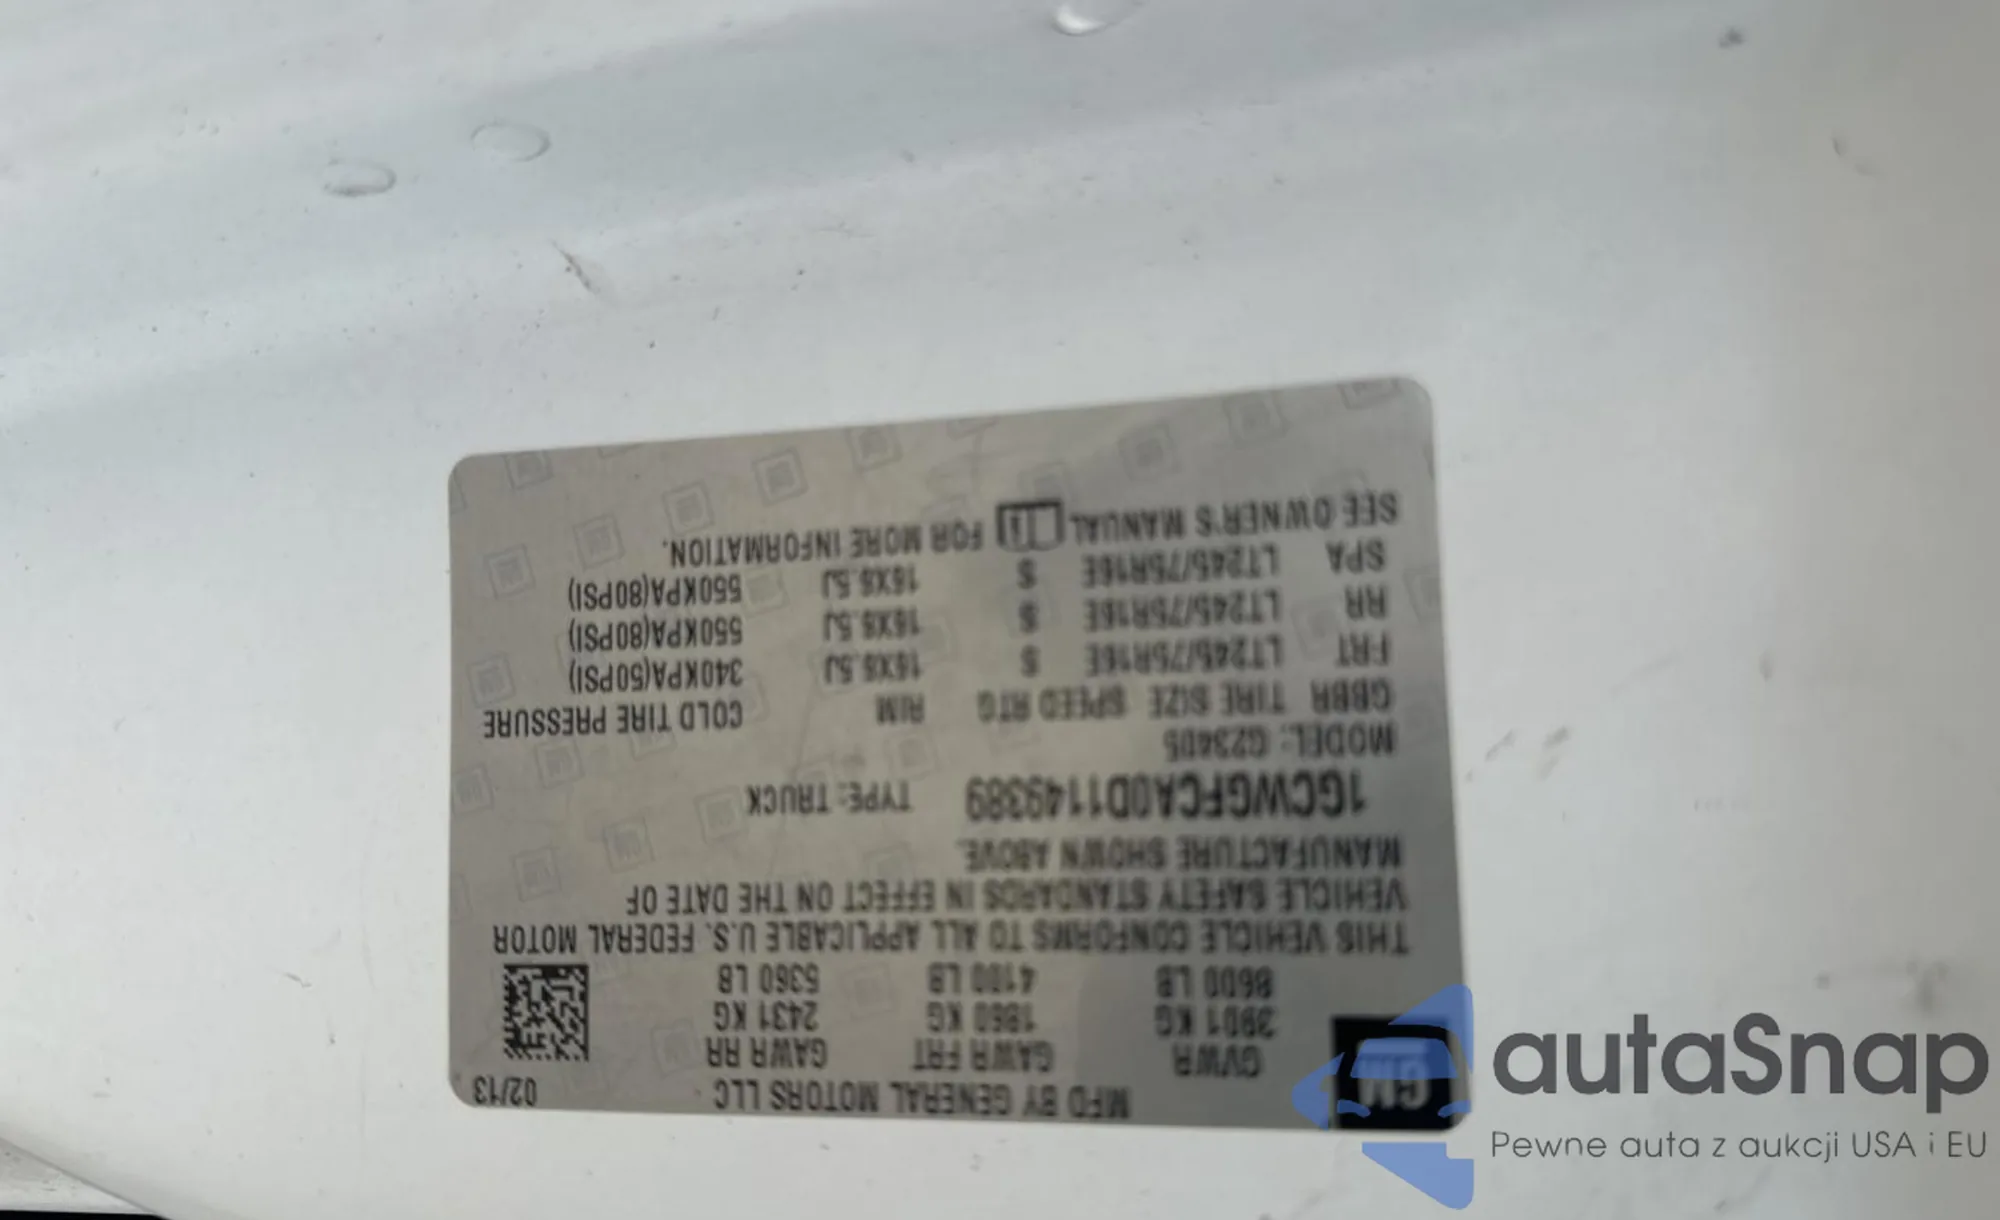 MFD BY GENERAL MOTORS LLC 02/13
GM
GVWR GAWR FRT GAWR RR
3901 KG 1860 KG 2431 KG
8600 LB 4100 LB 5360 LB
THIS VEHICLE CONFORMS TO ALL APPLICABLE U.S. FEDERAL MOTOR
VEHICLE SAFETY STANDARDS IN EFFECT ON THE DATE OF
MANUFACTURE SHOWN ABOVE.
1GCWGFCA0D1149389 TYPE: TRUCK
MODEL: G23405
GBBR TIRE SIZE SPEED RTG RIM COLD TIRE PRESSURE
FRT LT245/75R16E S 16X6.5J 340KPA(50PSI)
RR LT245/75R16E S 16X6.5J 550KPA(80PSI)
SPA LT245/75R16E S 16X6.5J 550KPA(80PSI)
SEE OWNER'S MANUAL FOR MORE INFORMATION.
autaSnap
Pewne auta z aukcji USA i EU